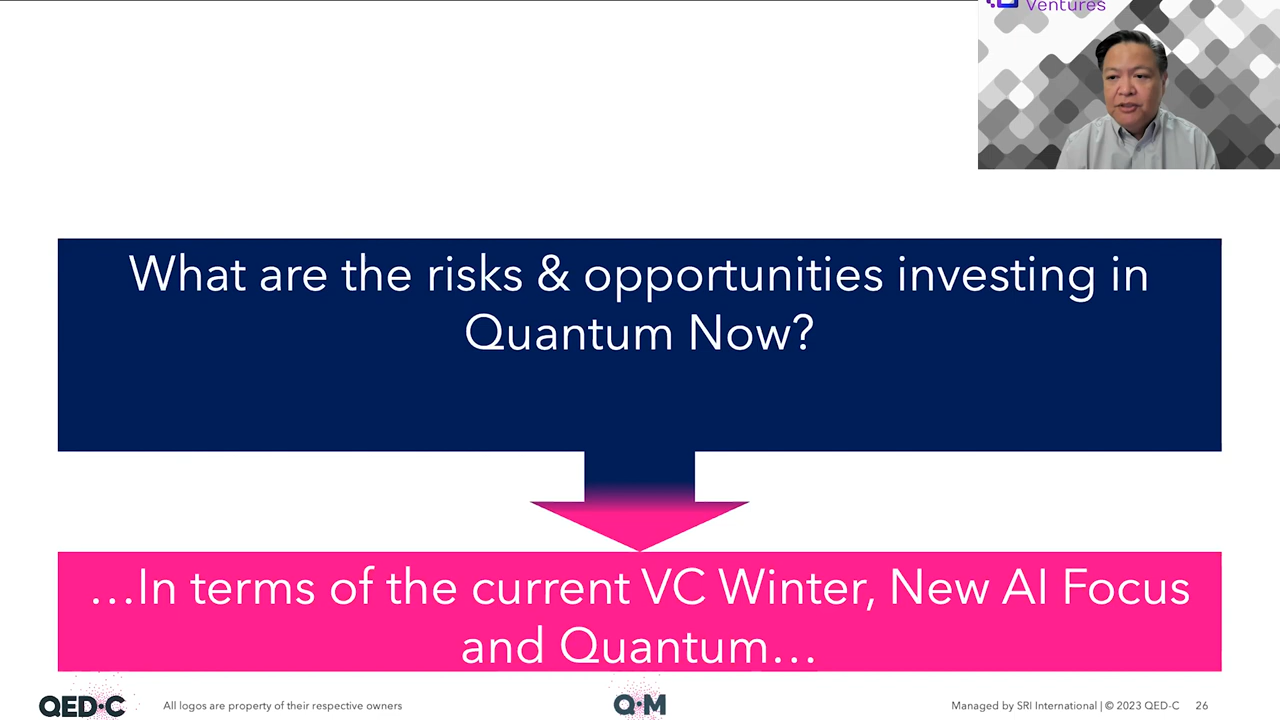 Ventures
What are the risks & opportunities investing in
Quantum Now?
...In terms of the current VC Winter, New AI Focus
and Quantum...
QED·C
All logos are property of their respective owners
Q·M
Managed by SRI International | © 2023 QED-C
26